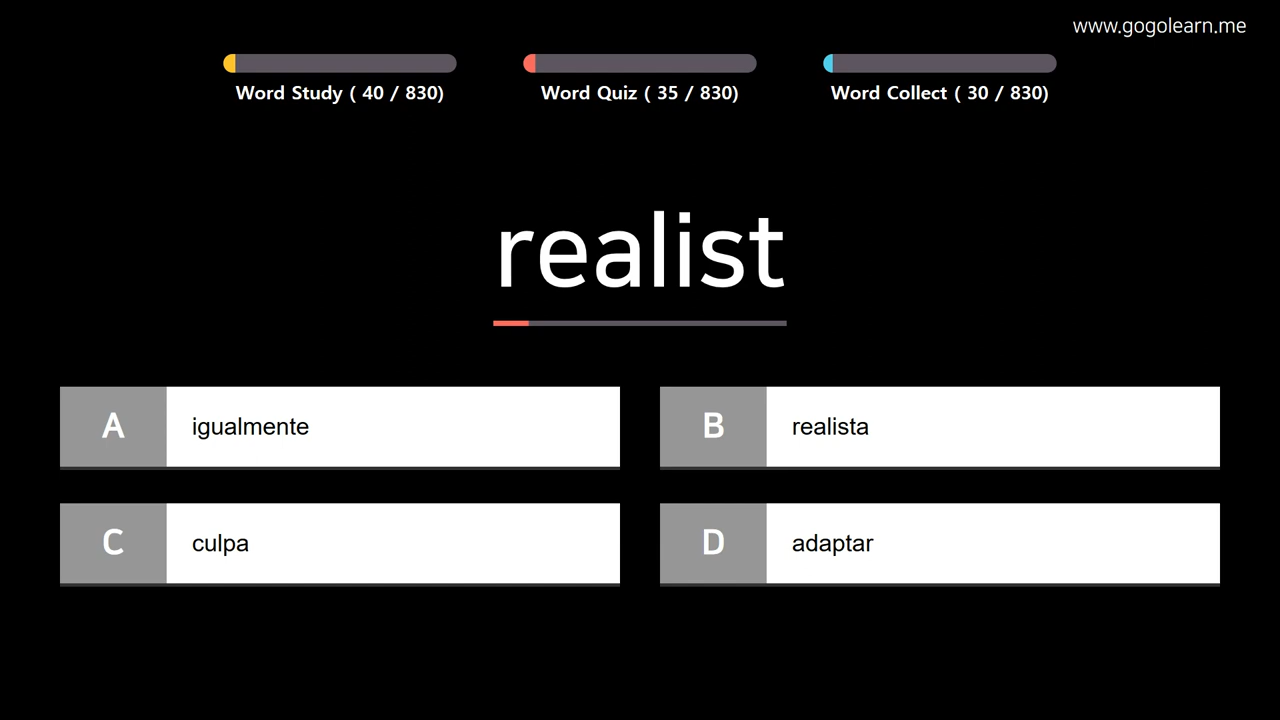 www.gogolearn.me
Word Study ( 40 / 830)
Word Quiz ( 35 / 830)
Word Collect ( 30 / 830)
realist
A igualmente
B realista
C culpa
D adaptar